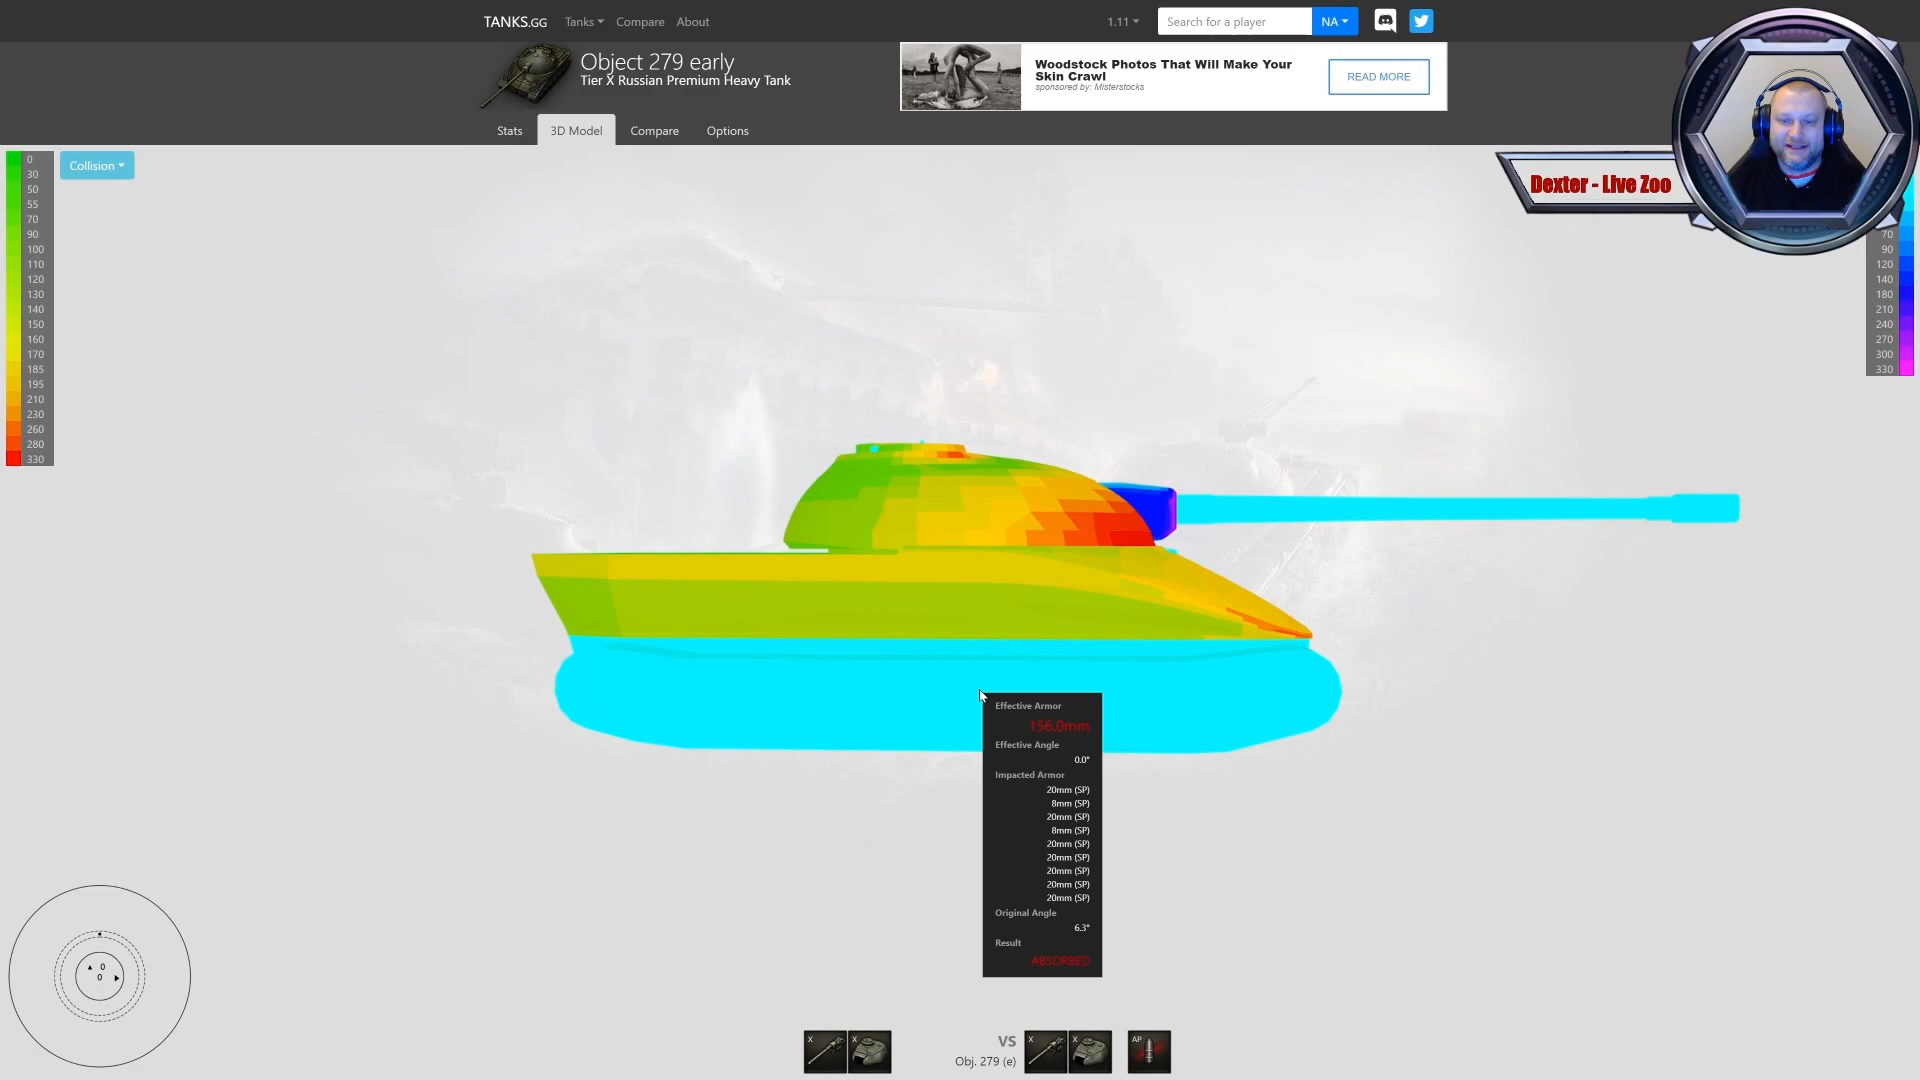 TANKS.GG
Tanks
Compare
About
1.11
Search for a player
NA
Object 279 early
Tier X Russian Premium Heavy Tank
Woodstock Photos That Will Make Your
Skin Crawl
sponsored by: Misterstocks
READ MORE
Stats
3D Model
Compare
Options
Collision
Dexter - Live Zoo
0
30
50
55
70
90
100
110
120
130
140
150
160
170
185
195
210
230
260
280
330
70
90
120
140
180
210
240
270
300
330
Effective Armor
156.0mm
Effective Angle
0.0°
Impacted Armor
20mm (SP)
8mm (SP)
20mm (SP)
8mm (SP)
20mm (SP)
20mm (SP)
20mm (SP)
20mm (SP)
20mm (SP)
Original Angle
6.3°
Result
ABSORBED
0
0
X
X
VS
Obj. 279 (e)
X
X
AP